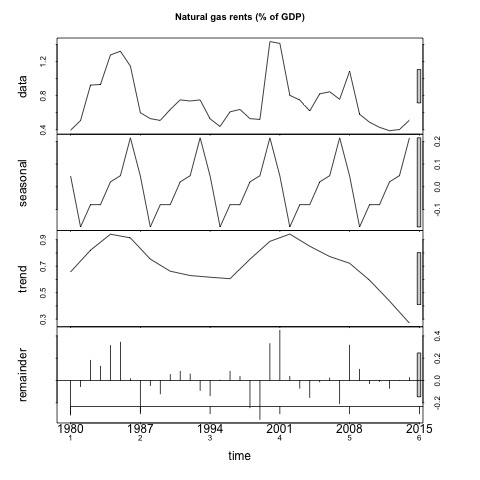 Natural gas rents (% of GDP)
data
0.4 0.8 1.2
seasonal
-0.1 0.0 0.1 0.2
trend
0.3 0.5 0.7 0.9
remainder
-0.2 0.0 0.2 0.4
1980 1987 1994 2001 2008 2015
1 2 3 4 5 6
time